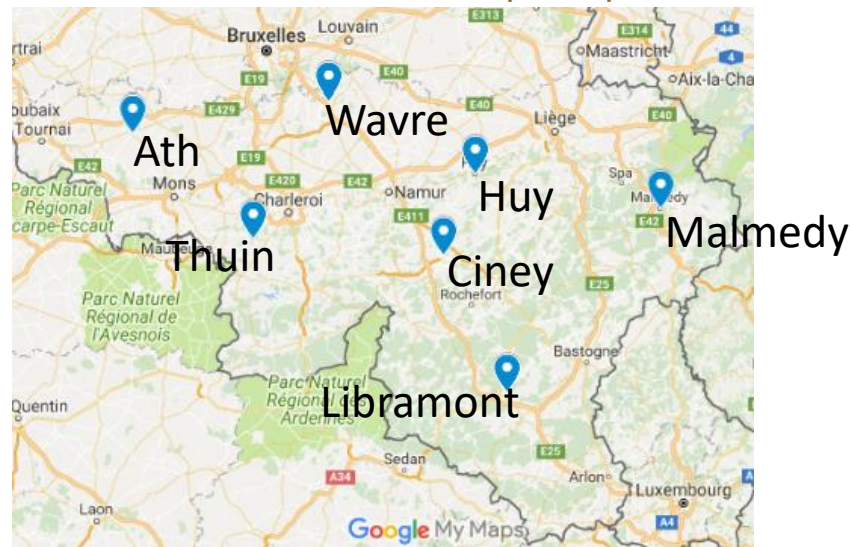 E313
E314
44
Louvain
Bruxelles
Maastricht
4
Aix-la-Cha
E19
E40
Wavre
E429
E40
Liège
E40
oubaix
Tournai
Ath
E42
E19
Mons
E420
E42
Namur
Huy
Spa
Charleroi
Parc Naturel
Régional
carpe-Escaut
E411
E42
Malmedy
Thuin
Ciney
E25
Rochefort
Parc Naturel
Régional de
l'Avesnois
Bastogne
Parc Naturel
Régional des
Ardennes
Libramont
Quentin
Sedan
E25
A34
Arlon
Luxembourg
Laon
Google My Maps
A4